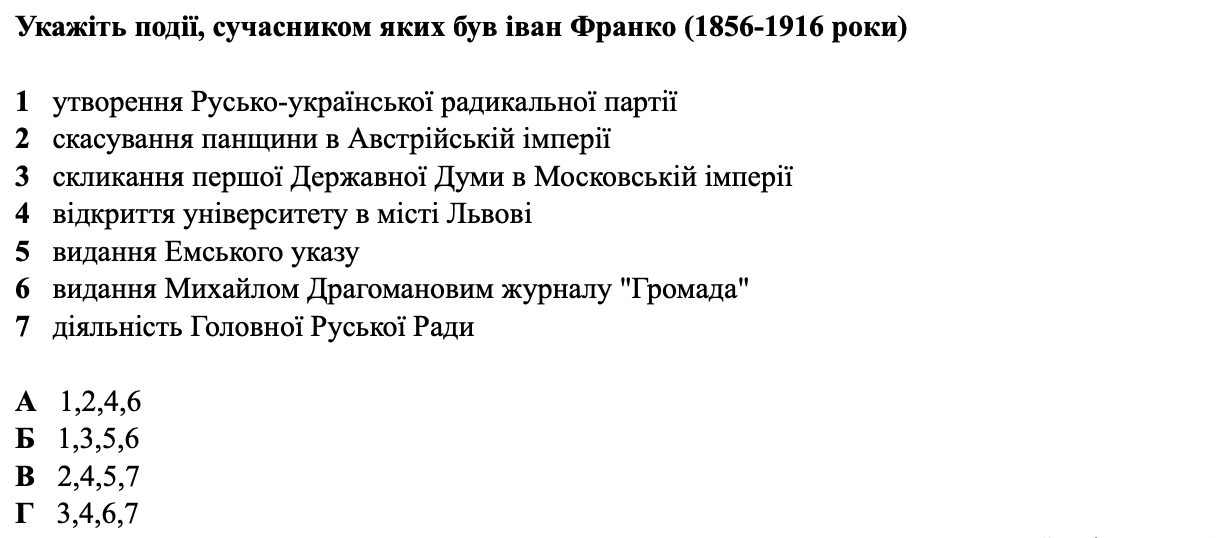 Укажіть події, сучасником яких був іван Франко (1856-1916 роки)
1 утворення Русько-української радикальної партії
2 скасування панщини в Австрійській імперії
3 скликання першої Державної Думи в Московській імперії
4 відкриття університету в місті Львові
5 видання Емського указу
6 видання Михайлом Драгомановим журналу "Громада"
7 діяльність Головної Руської Ради
А 1,2,4,6
Б 1,3,5,6
В 2,4,5,7
Г 3,4,6,7